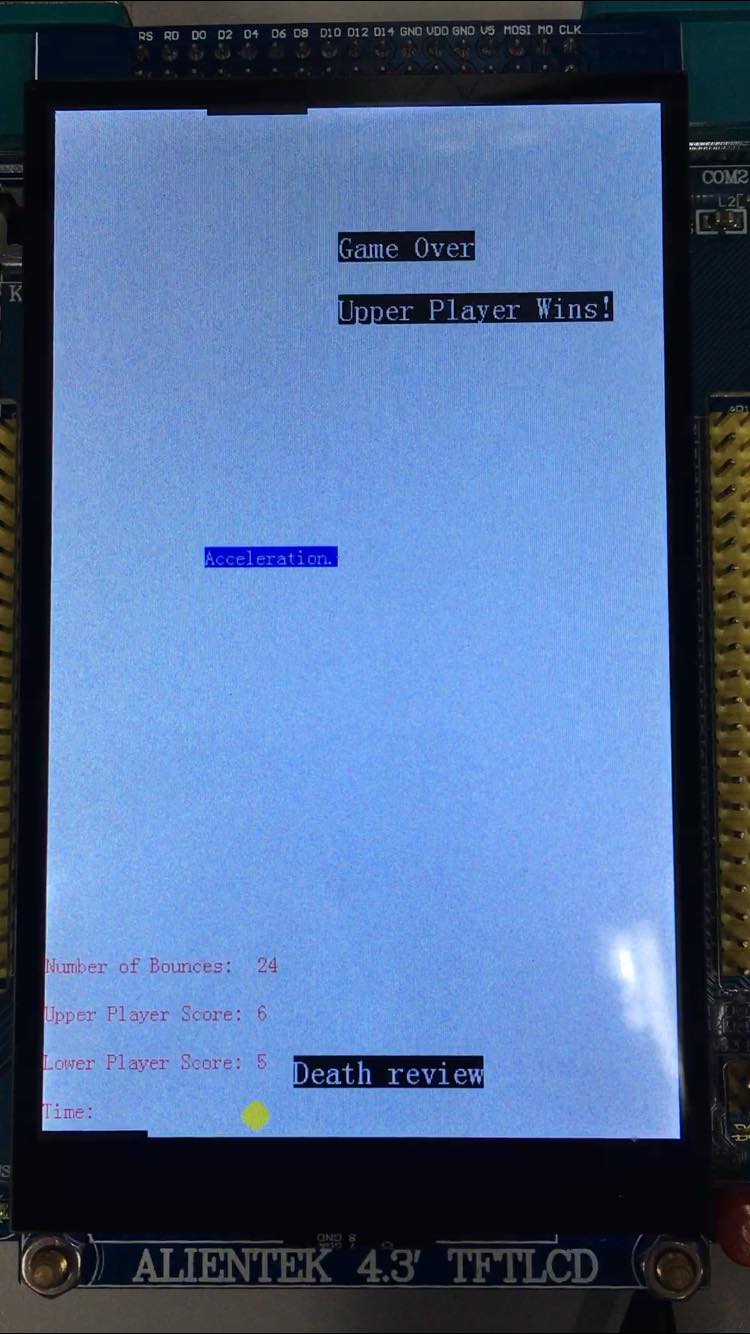 RS RD D0 D2 D4 D6 D8 D10 D12 D14 GND VDD GND V5 MOSI MO CLK
COM2
L2
K
Game Over
Upper Player Wins!
Acceleration.
Number of Bounces: 24
Upper Player Score: 6
Lower Player Score: 5
Death review
Time:
ALIENTEK 4.3' TFTLCD